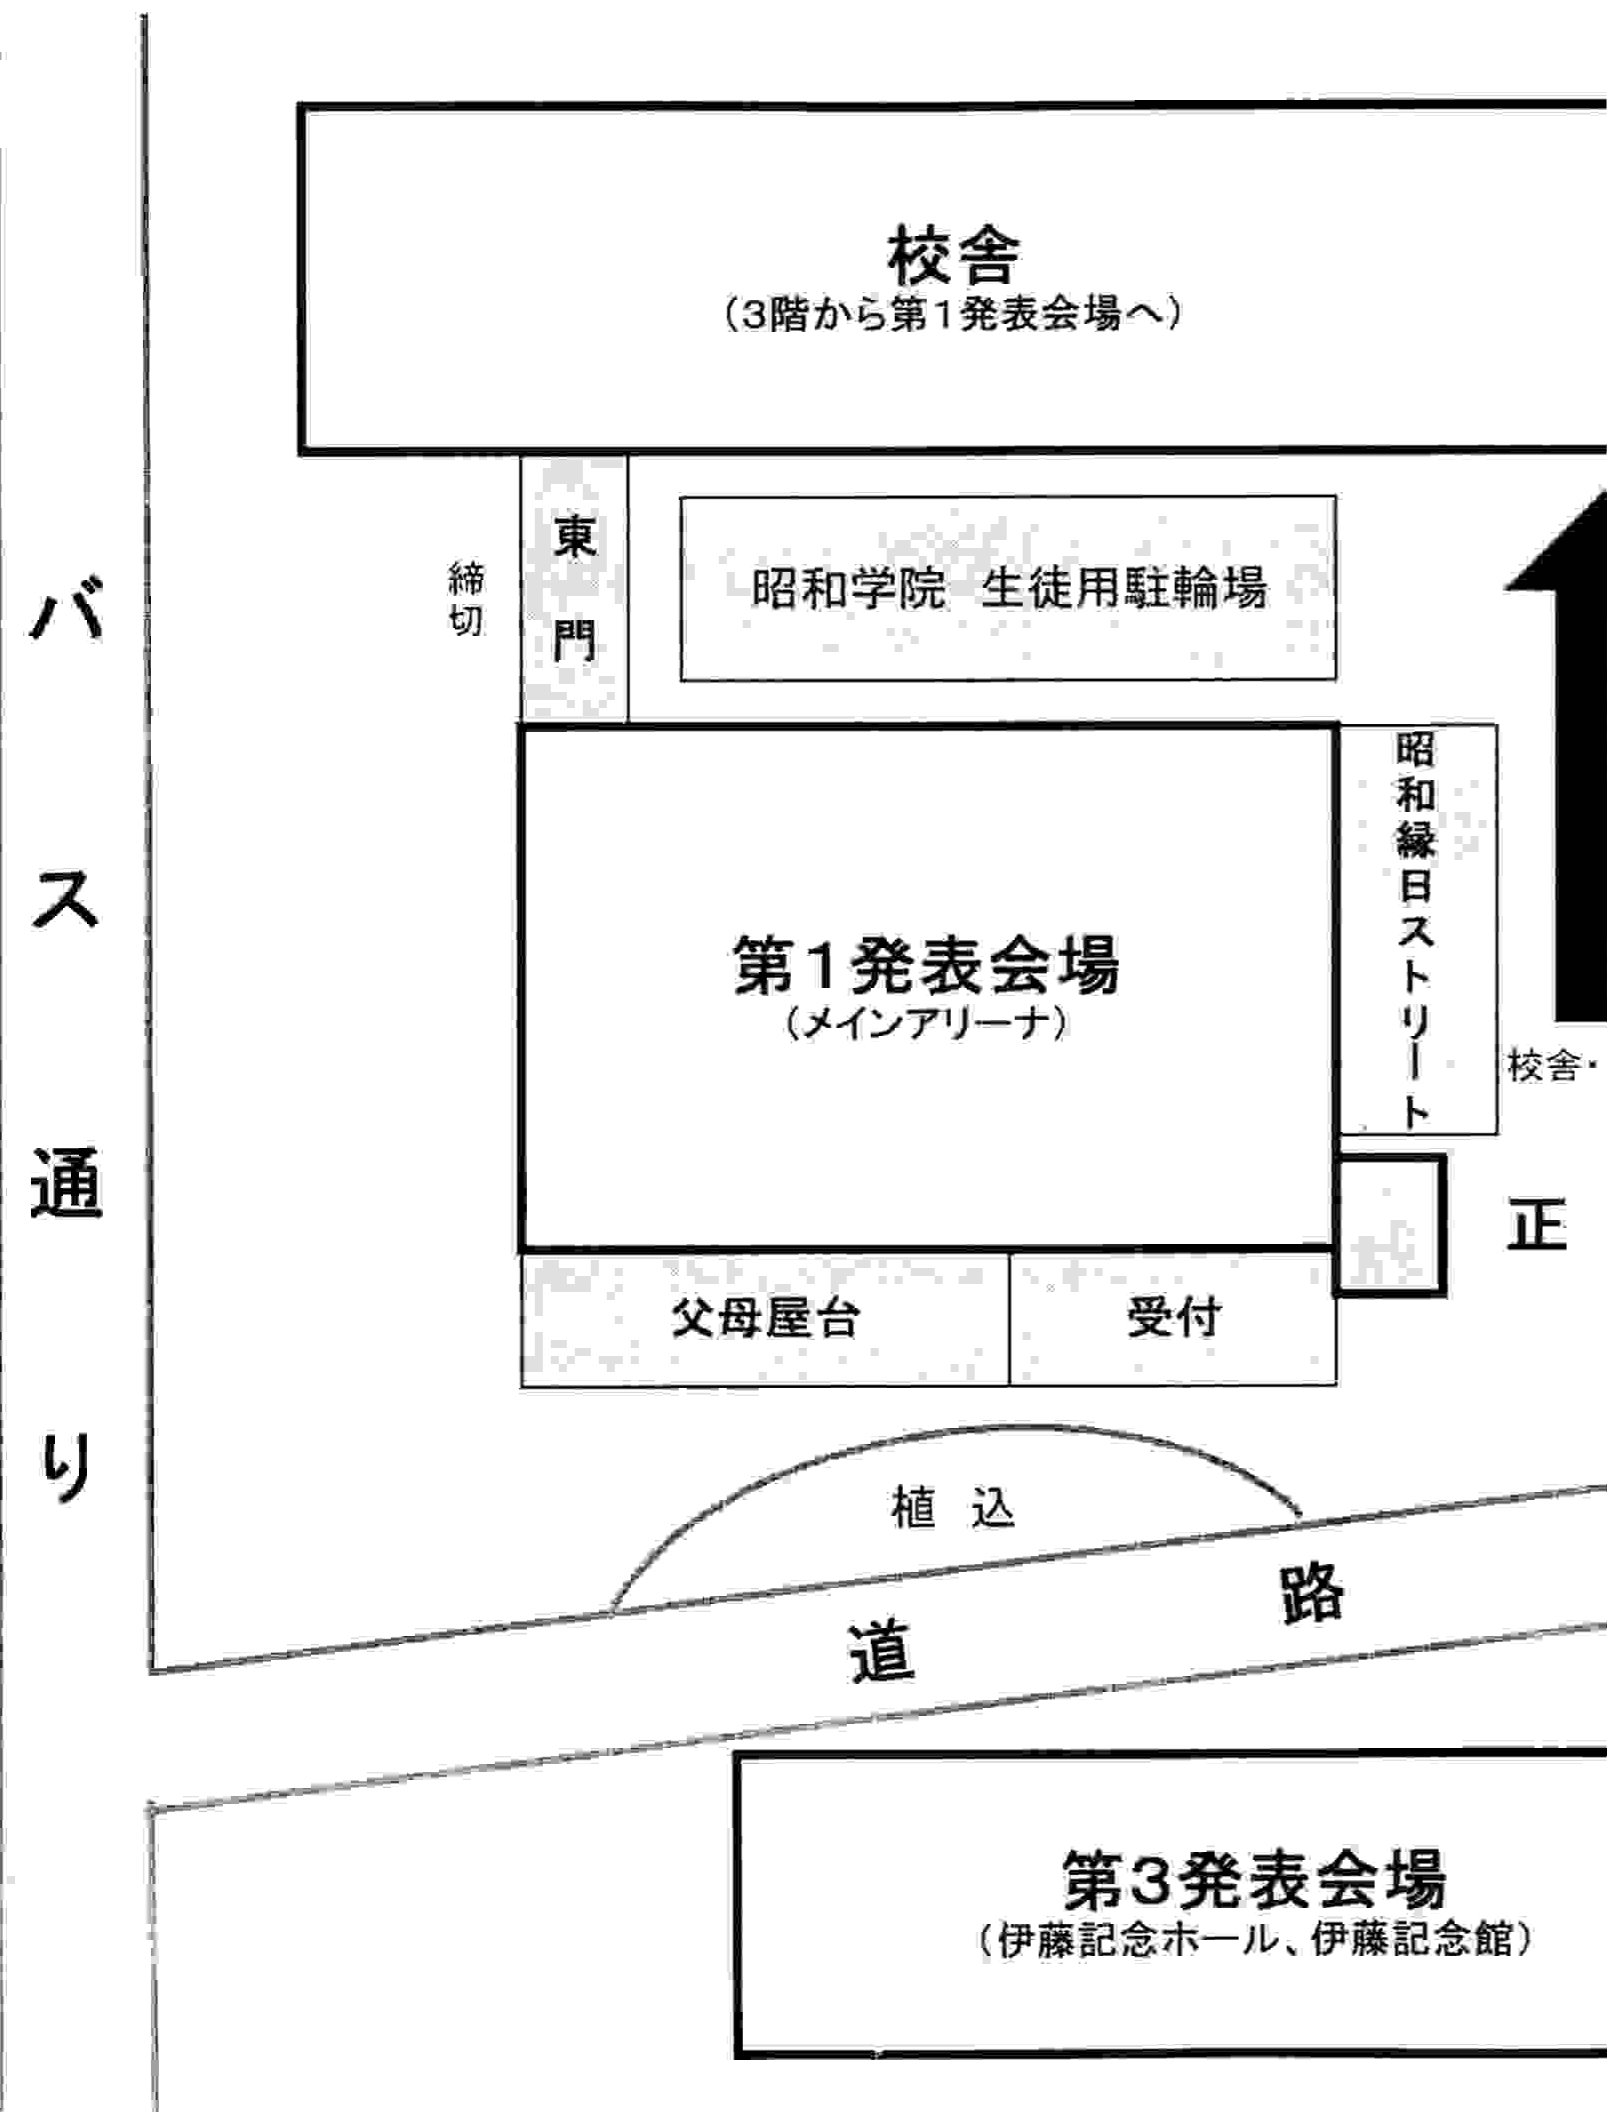 校舎
（3階から第1発表会場へ）
東門
締切
昭和学院　生徒用駐輪場
バス通り
昭和縁日ストリート
第1発表会場
（メインアリーナ）
校舎・
正
父母屋台
受付
植込
道路
第3発表会場
（伊藤記念ホール、伊藤記念館）